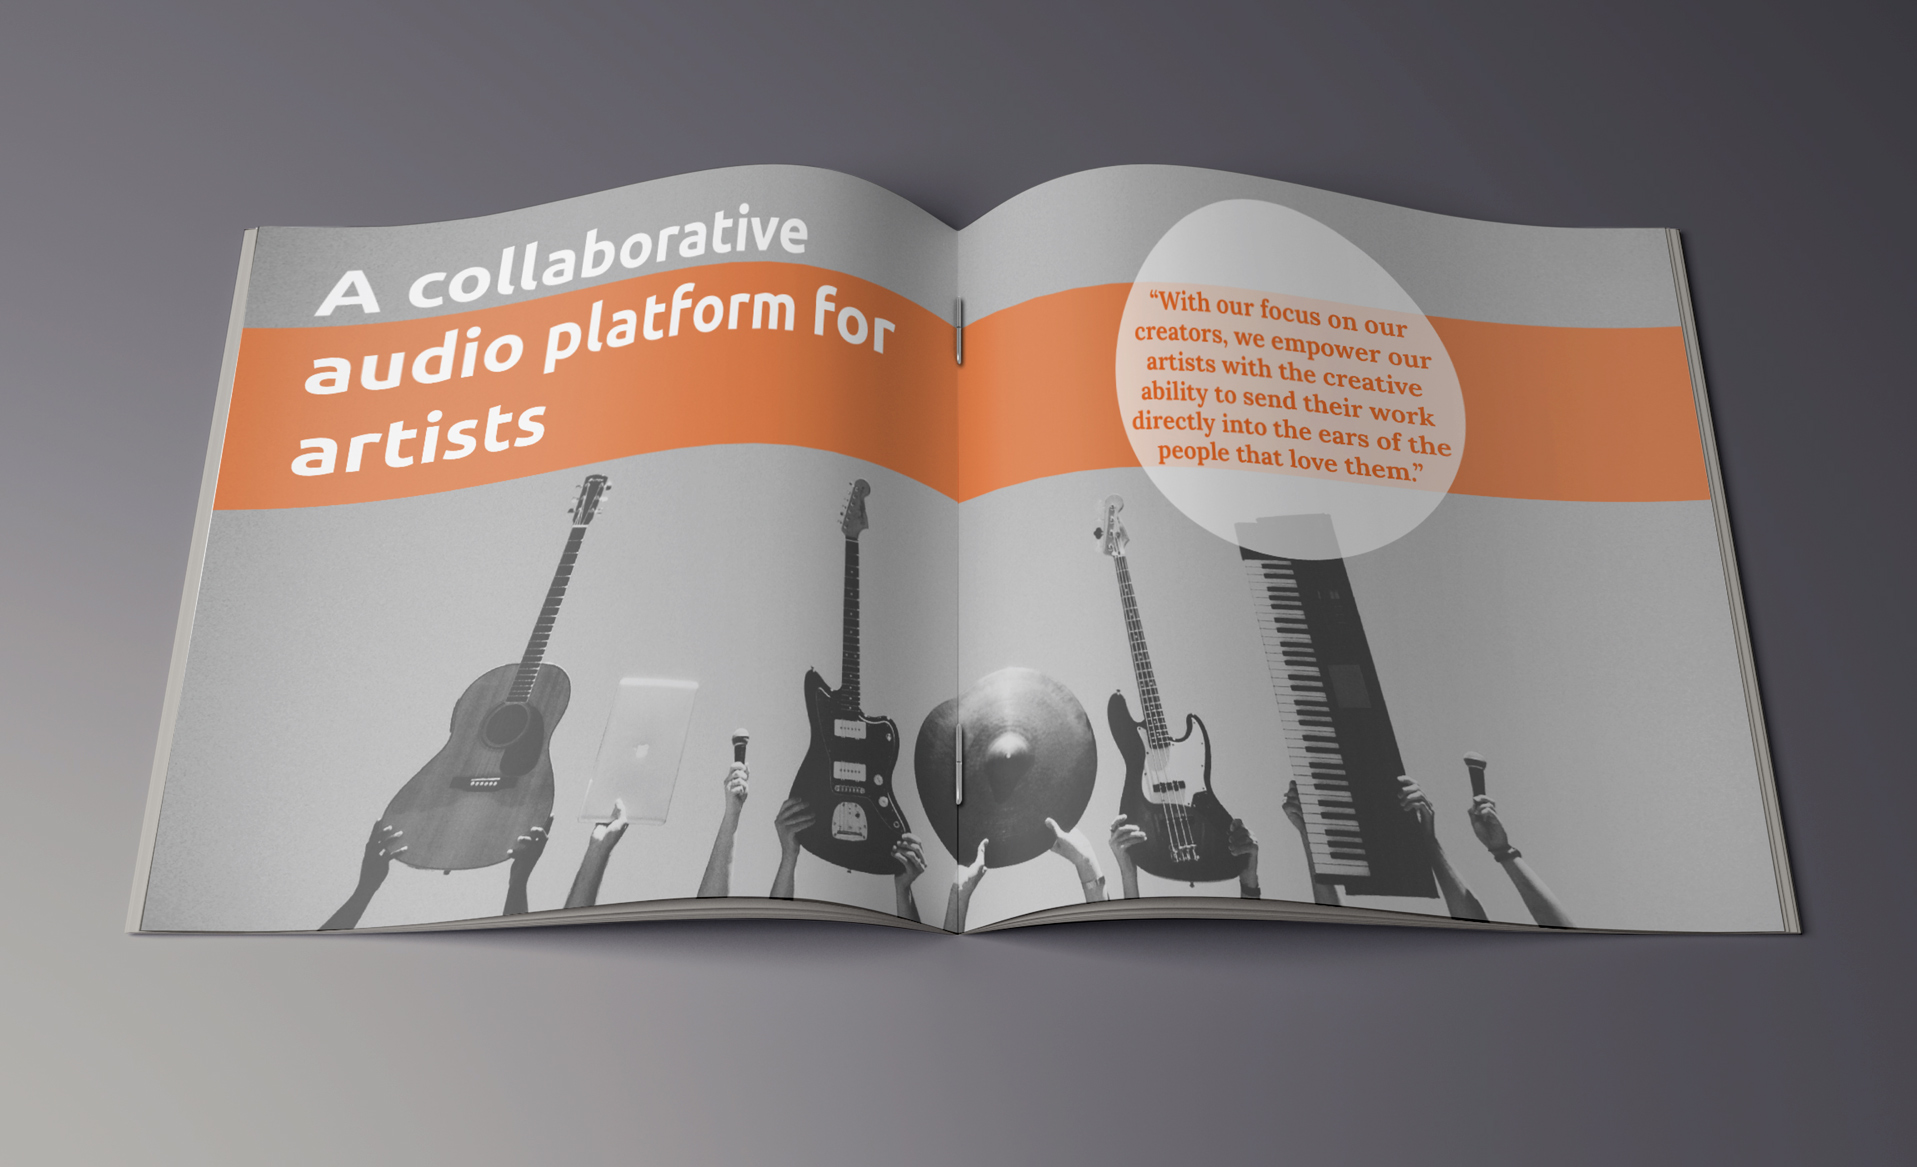 A collaborative
audio platform for
artists
“With our focus on our
creators, we empower our
artists with the creative
ability to send their work
directly into the ears of the
people that love them.”